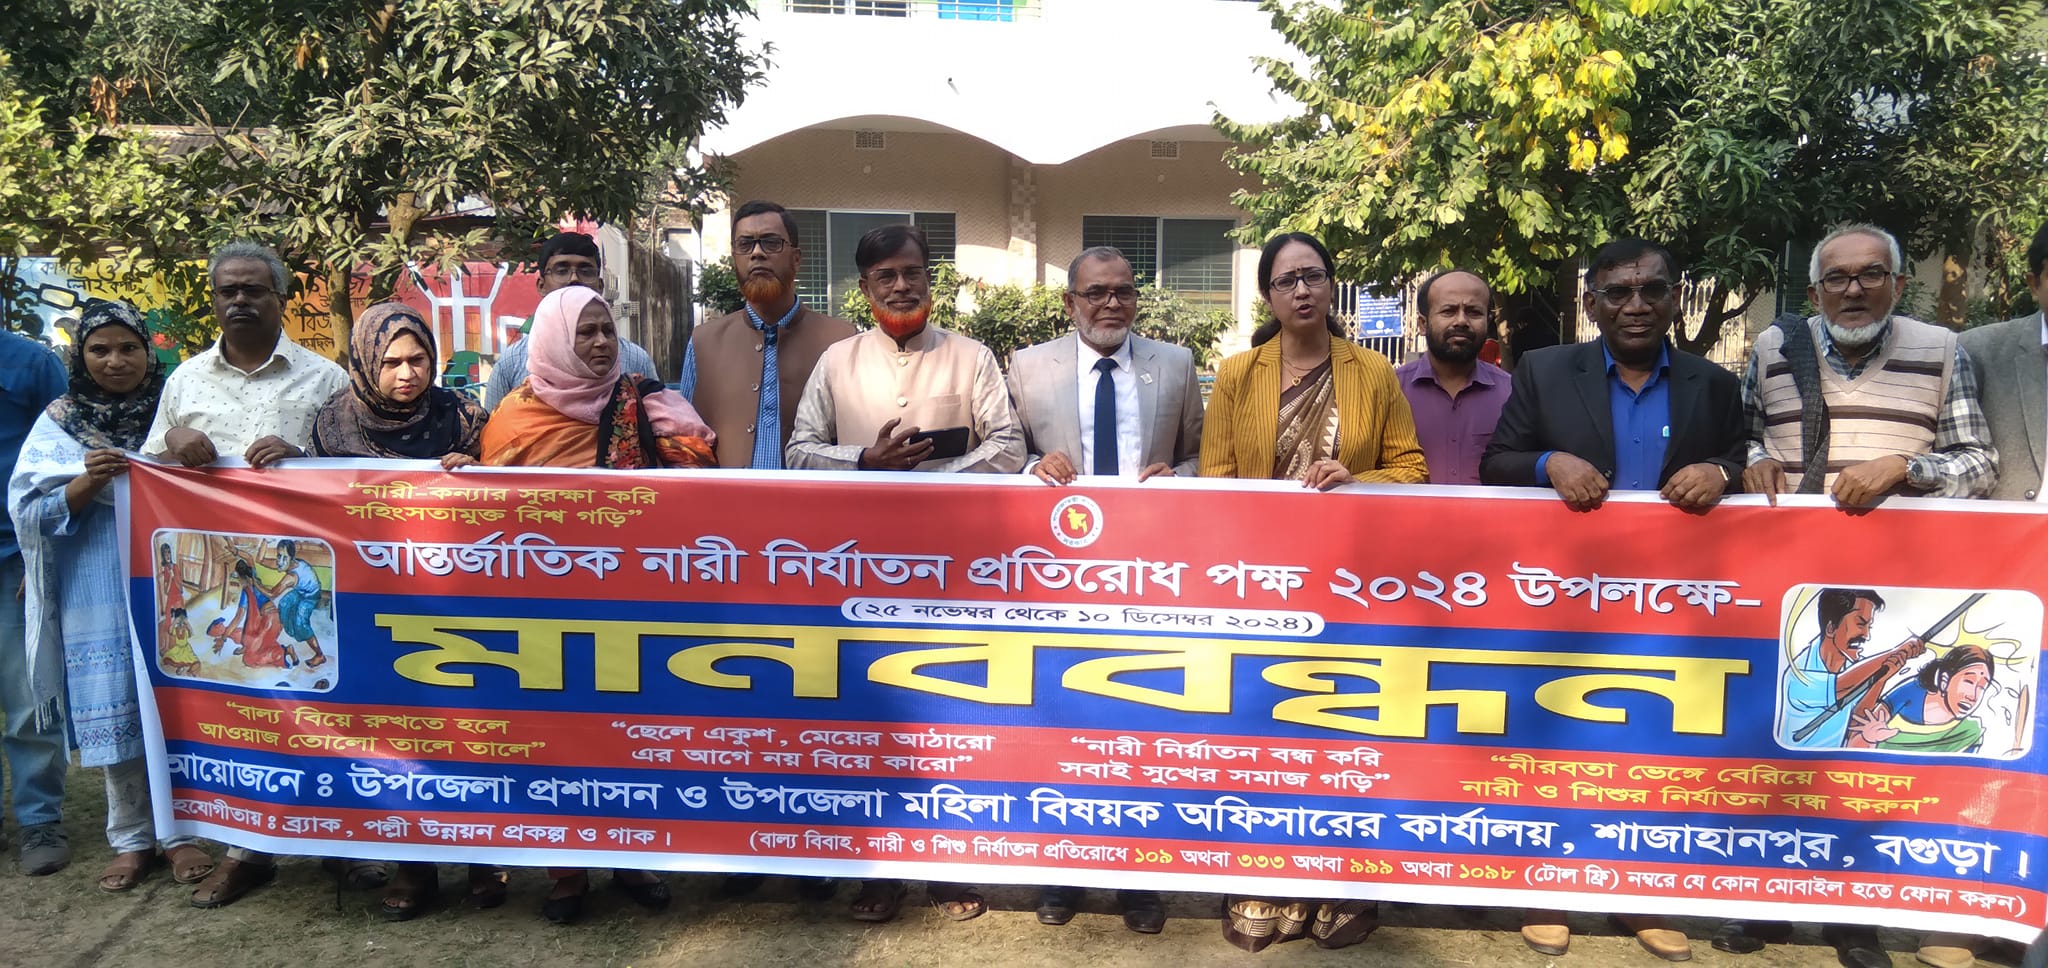 “নারী-কন্যার সুরক্ষা করি
সহিংসতামুক্ত বিশ্ব গড়ি”
আন্তর্জাতিক নারী নির্যাতন প্রতিরোধ পক্ষ ২০২৪ উপলক্ষে-
(২৫ নভেম্বর থেকে ১০ ডিসেম্বর ২০২৪)
মানববন্ধন
“বাল্য বিয়ে রুখতে হলে
আওয়াজ তোলো তালে তালে”
“ছেলে একুশ, মেয়ের আঠারো
এর আগে নয় বিয়ে কারো”
“নারী নির্য়াতন বন্ধ করি
সবাই সুখের সমাজ গড়ি”
“নীরবতা ভেঙ্গে বেরিয়ে আসুন
নারী ও শিশুর নির্যাতন বন্ধ করুন”
আয়োজনে : উপজেলা প্রশাসন ও উপজেলা মহিলা বিষয়ক অফিসারের কার্যালয়, শাজাহানপুর, বগুড়া।
হযোগীতায় : ব্র্যাক, পল্লী উন্নয়ন প্রকল্প ও গাক।
(বাল্য বিবাহ, নারী ও শিশু নির্যাতন প্রতিরোধে ১০৯ অথবা ৩৩৩ অথবা ৯৯৯ অথবা ১০৯৮ (টোল ফ্রি) নম্বরে যে কোন মোবাইল হতে ফোন করুন)